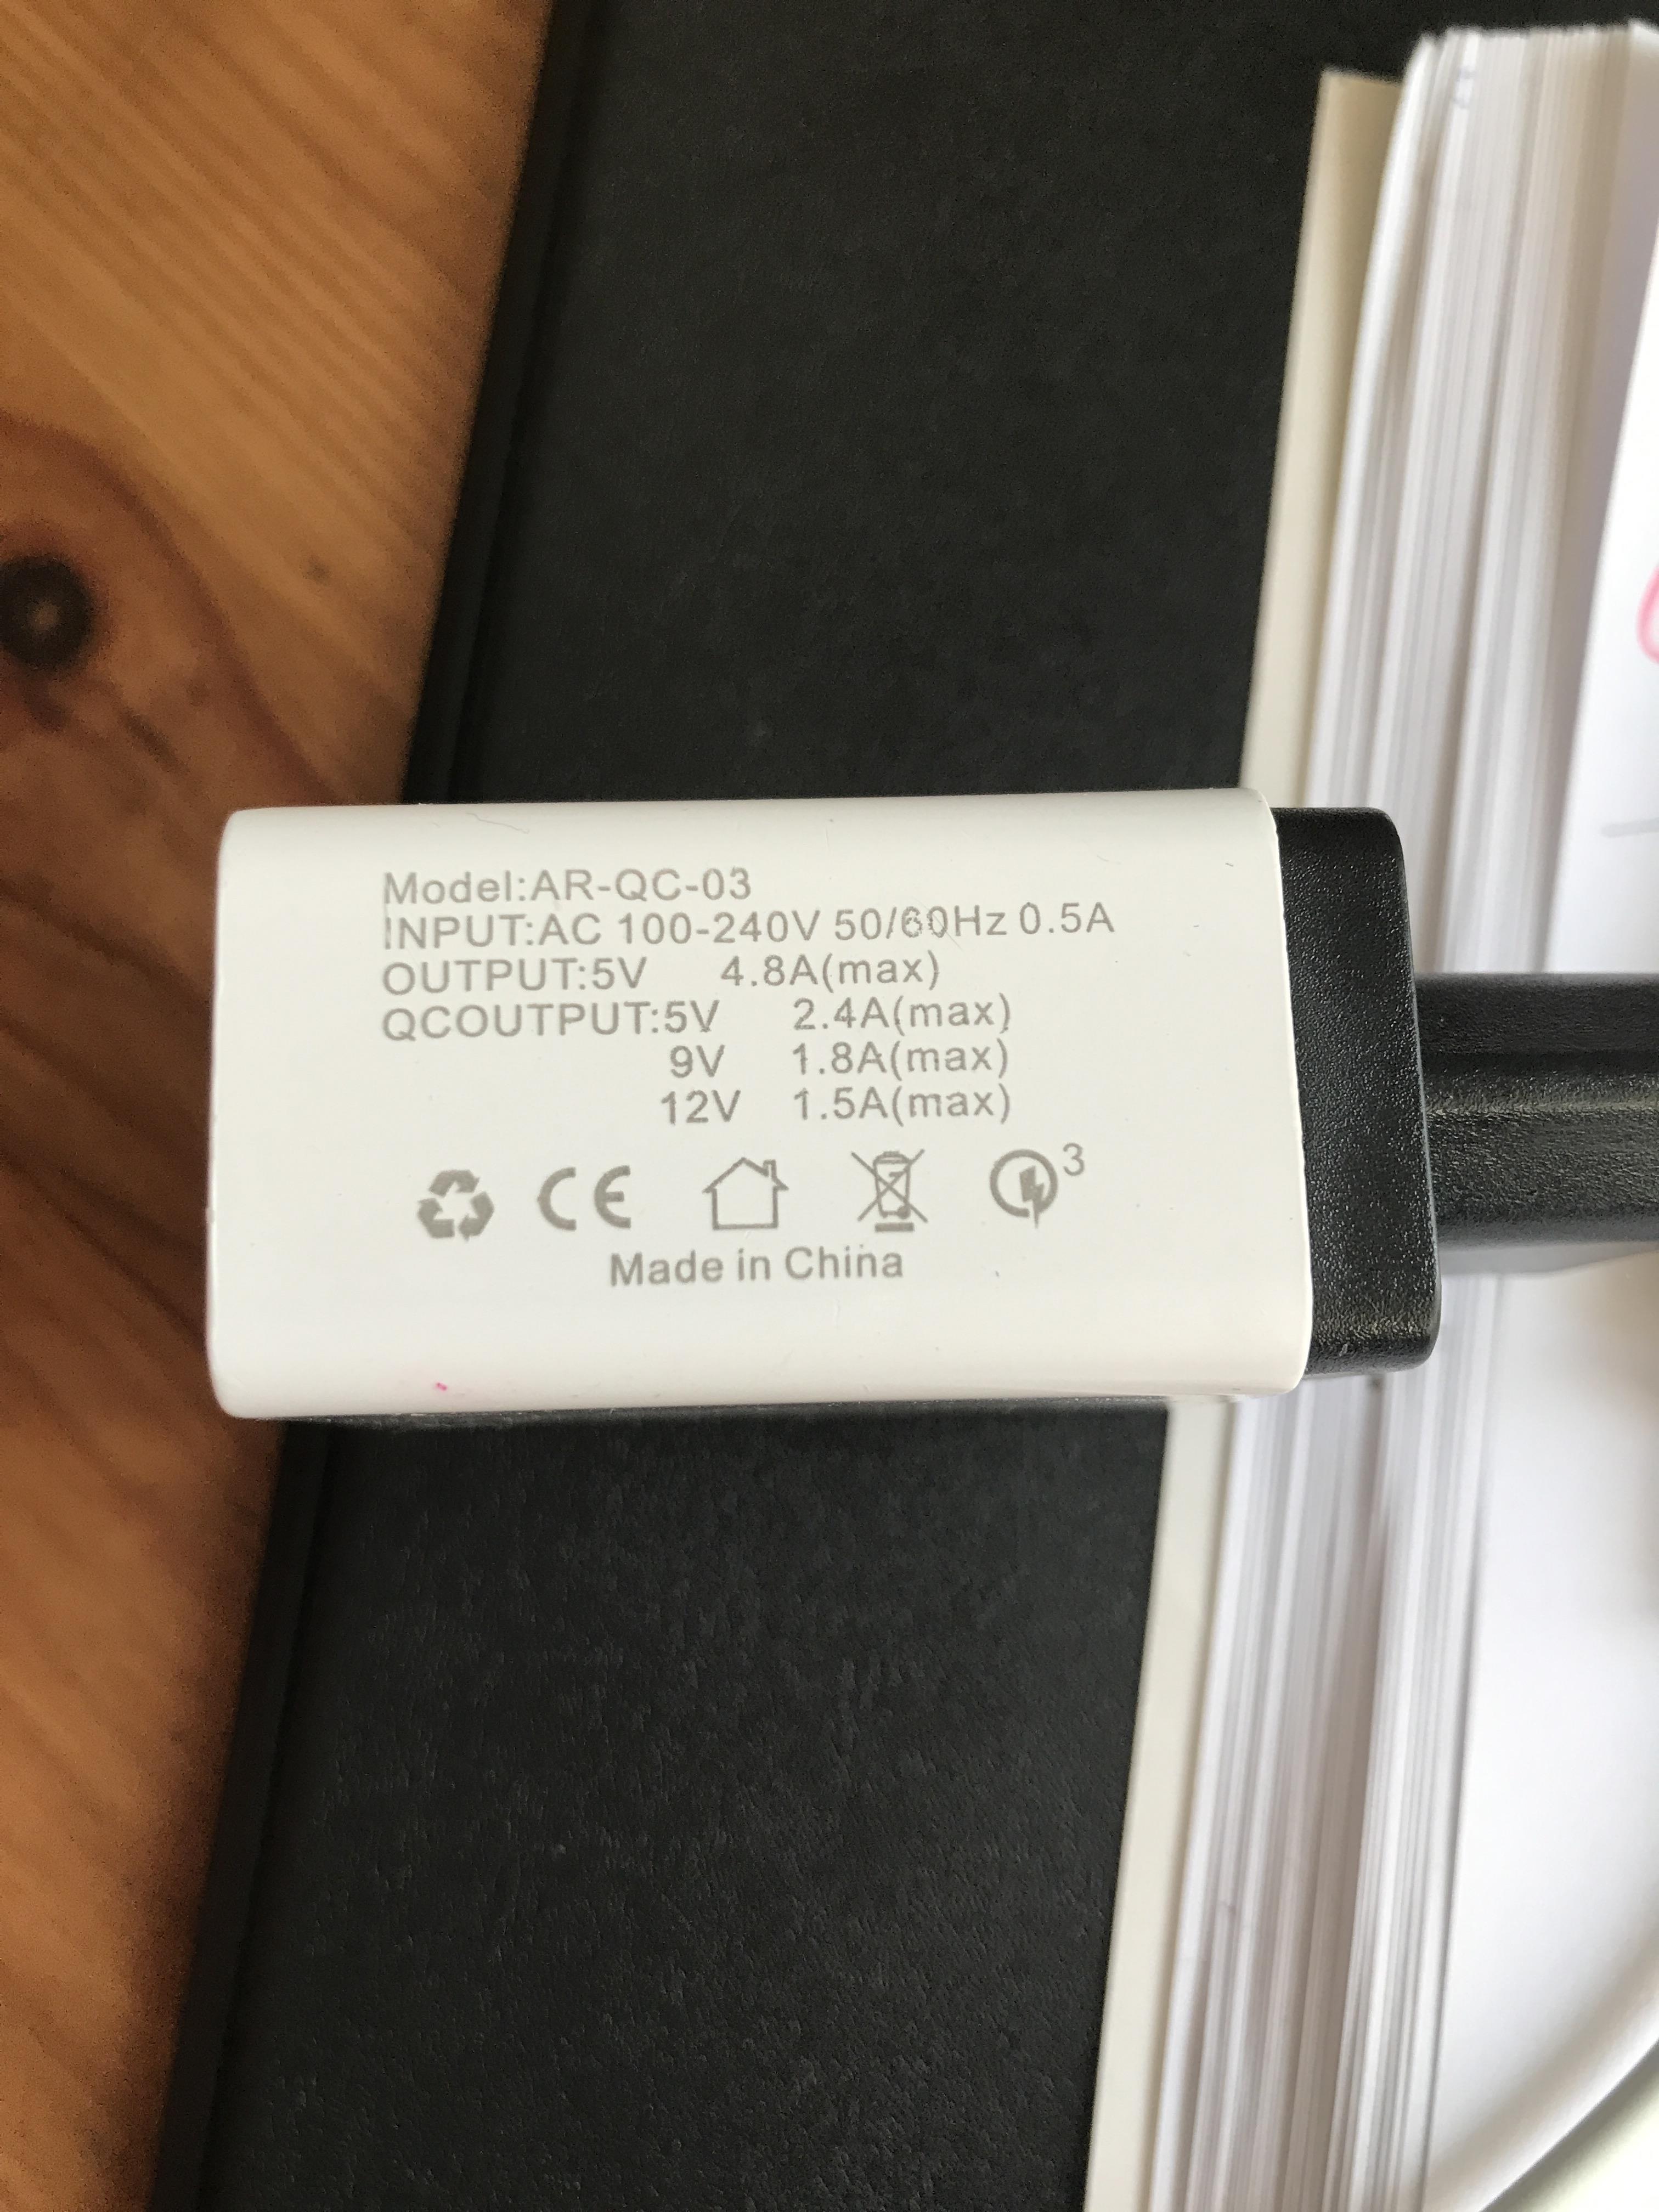 Model:AR-QC-03
INPUT:AC 100-240V 50/60Hz 0.5A
OUTPUT:5V 4.8A(max)
QCOUTPUT:5V 2.4A(max)
9V 1.8A(max)
12V 1.5A(max)
CE 3
Made in China